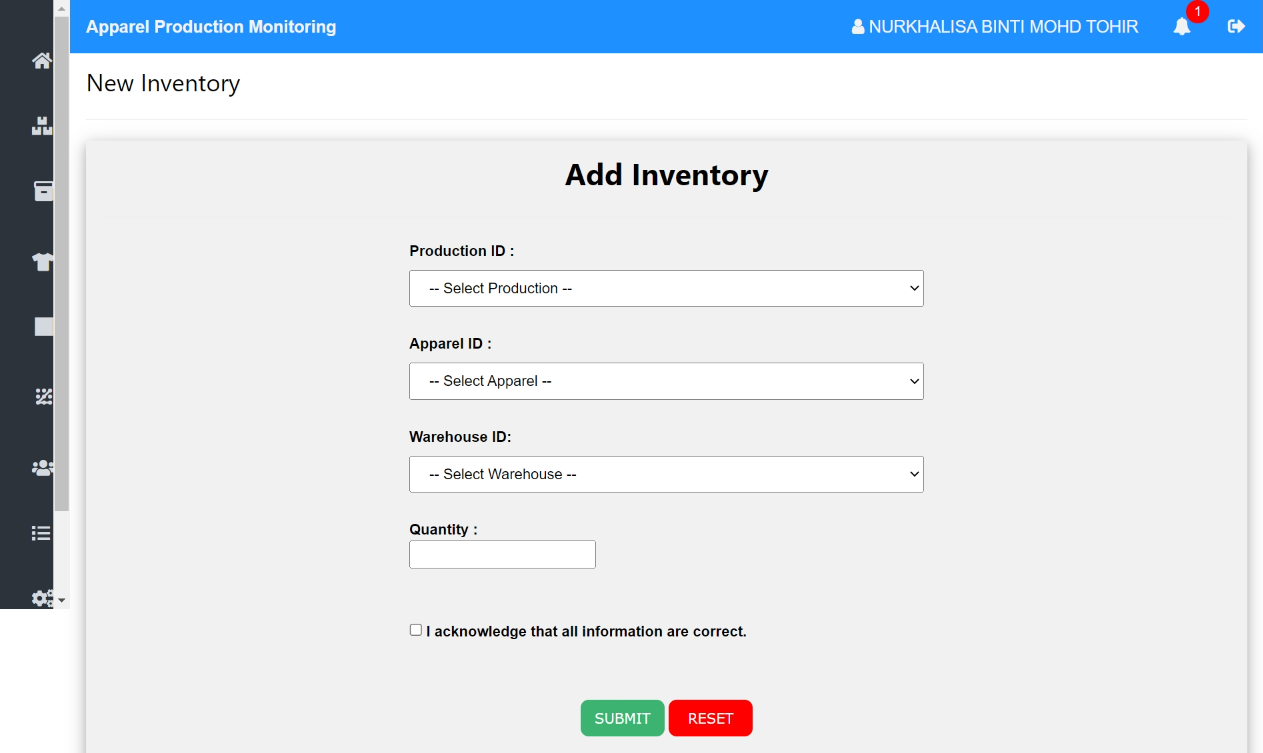 Apparel Production Monitoring
NURKHALISA BINTI MOHD TOHIR
1
New Inventory
Add Inventory
Production ID :
-- Select Production --
Apparel ID :
-- Select Apparel --
Warehouse ID:
-- Select Warehouse --
Quantity :
I acknowledge that all information are correct.
SUBMIT RESET